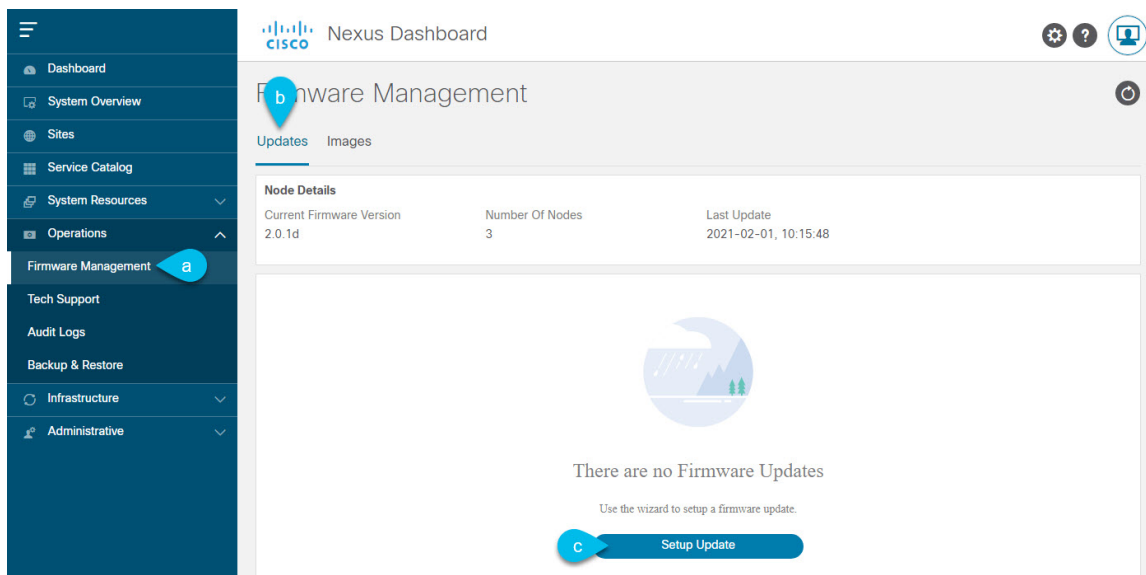 CISCO Nexus Dashboard
?
Dashboard
System Overview
Sites
Service Catalog
System Resources
Operations
Firmware Management a
Tech Support
Audit Logs
Backup & Restore
Infrastructure
Administrative
b
Management
Updates Images
Node Details
Current Firmware Version Number Of Nodes Last Update
2.0.1d 3 2021-02-01, 10:15:48
There are no Firmware Updates
Use the wizard to setup a firmware update.
c Setup Update